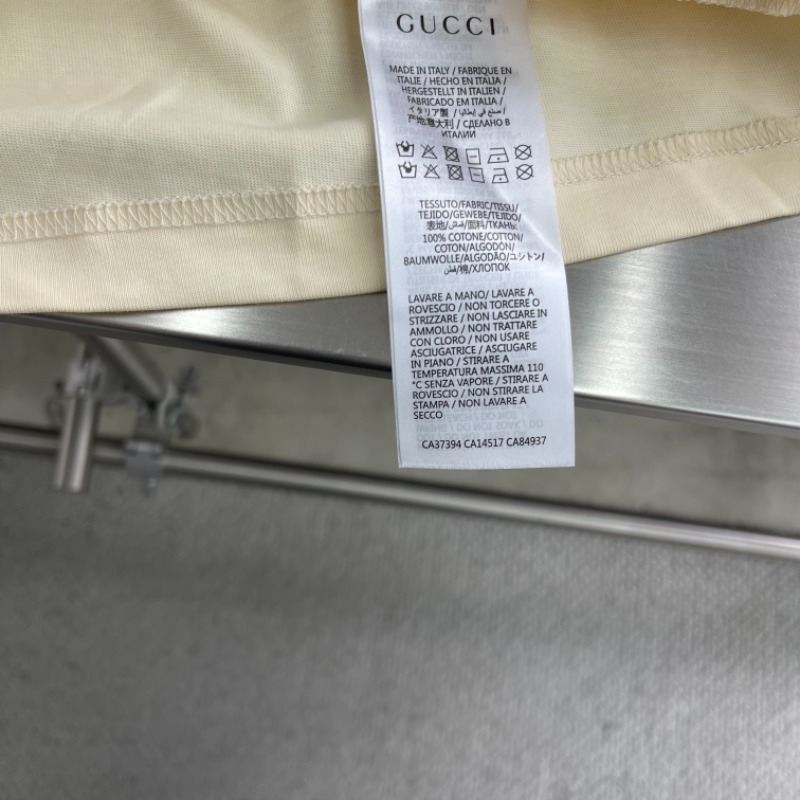 GUCCI
MADE IN ITALY / FABRIQUE EN
ITALIE / HECHO EN ITALIA /
HERGESTELLT IN ITALIEN /
FABRICADO EM ITALIA /
イタリア製 / صنع في إيطاليا /
产地意大利 / СДЕЛАНО В
ИТАЛИИ
TESSUTO/FABRIC/TISSU/
TEJIDO/GEWEBE/TEJIDO/
表地/قماش/面料/ТКАНЬ:
100% COTONE/COTTON/
COTON/ALGODÓN/
BAUMWOLLE/ALGODÃO/コットン/
قطن/棉/ХЛОПОК
LAVARE A MANO/ LAVARE A
ROVESCIO / NON TORCERE O
STRIZZARE / NON LASCIARE IN
AMMOLLO / NON TRATTARE
CON CLORO / NON USARE
ASCIUGATRICE / ASCIUGARE
IN PIANO / STIRARE A
TEMPERATURA MASSIMA 110
°C SENZA VAPORE / STIRARE A
ROVESCIO / NON STIRARE LA
STAMPA / NON LAVARE A
SECCO
CA37394 CA14517 CA84937